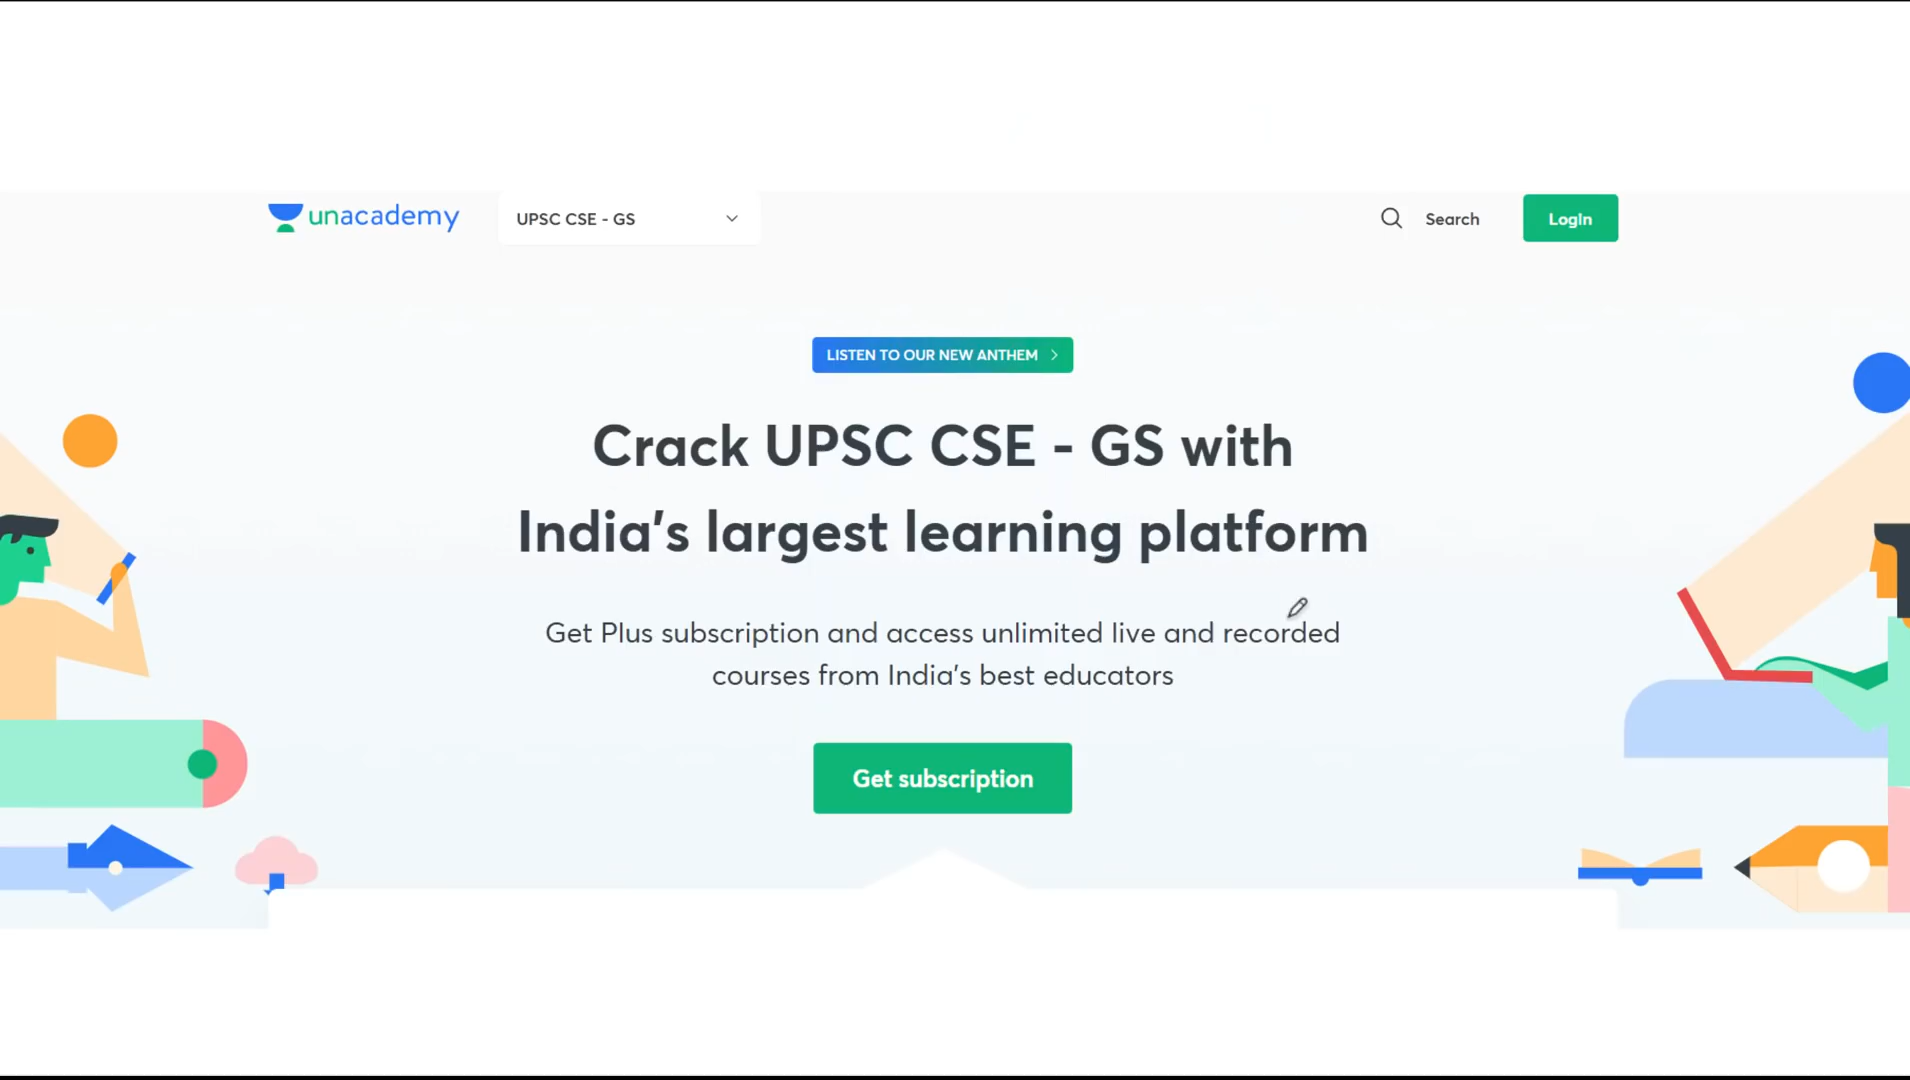 unacademy
UPSC CSE - GS
Search
Login
LISTEN TO OUR NEW ANTHEM
Crack UPSC CSE - GS with
India's largest learning platform
Get Plus subscription and access unlimited live and recorded
courses from India's best educators
Get subscription